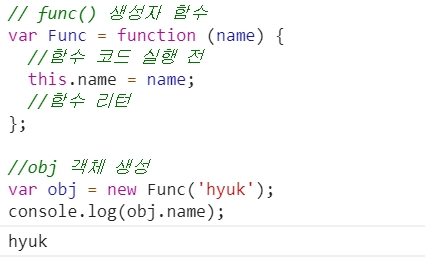 // func() 생성자 함수
var Func = function (name) {
  //함수 코드 실행 전
  this.name = name;
  //함수 리턴
};
//obj 객체 생성
var obj = new Func('hyuk');
console.log(obj.name);
hyuk